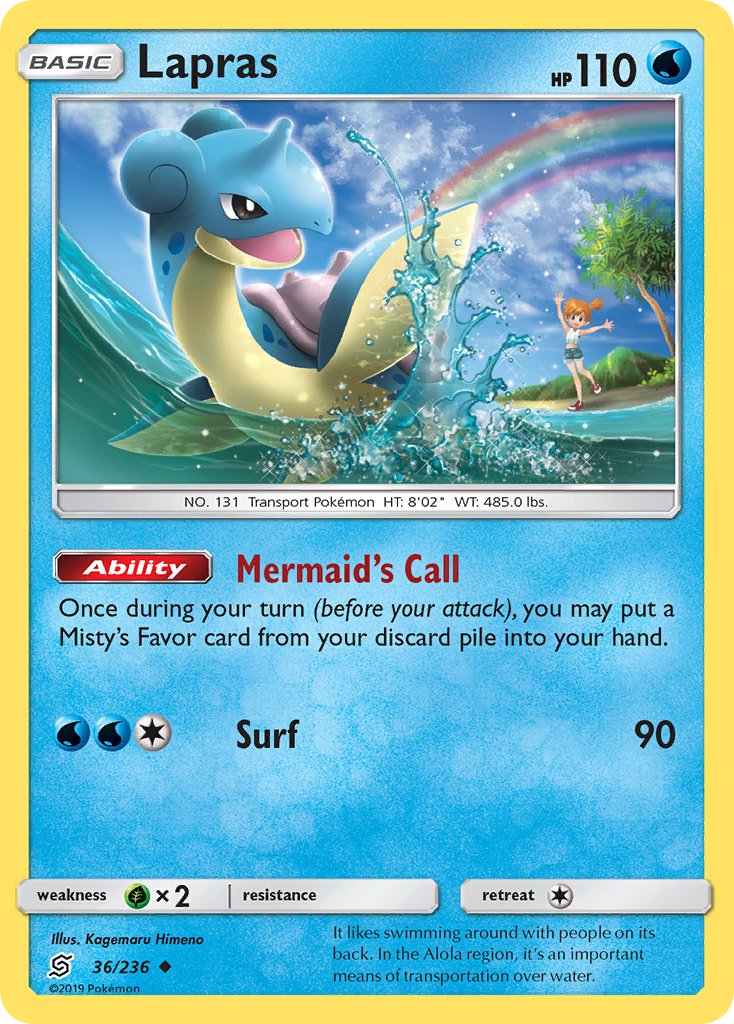 BASIC Lapras HP 110
NO. 131 Transport Pokémon HT: 8'02" WT: 485.0 lbs.
Ability Mermaid's Call
Once during your turn (before your attack), you may put a
Misty's Favor card from your discard pile into your hand.
Surf 90
weakness ×2 resistance retreat
Illus. Kagemaru Himeno
36/236
©2019 Pokémon
It likes swimming around with people on its
back. In the Alola region, it's an important
means of transportation over water.